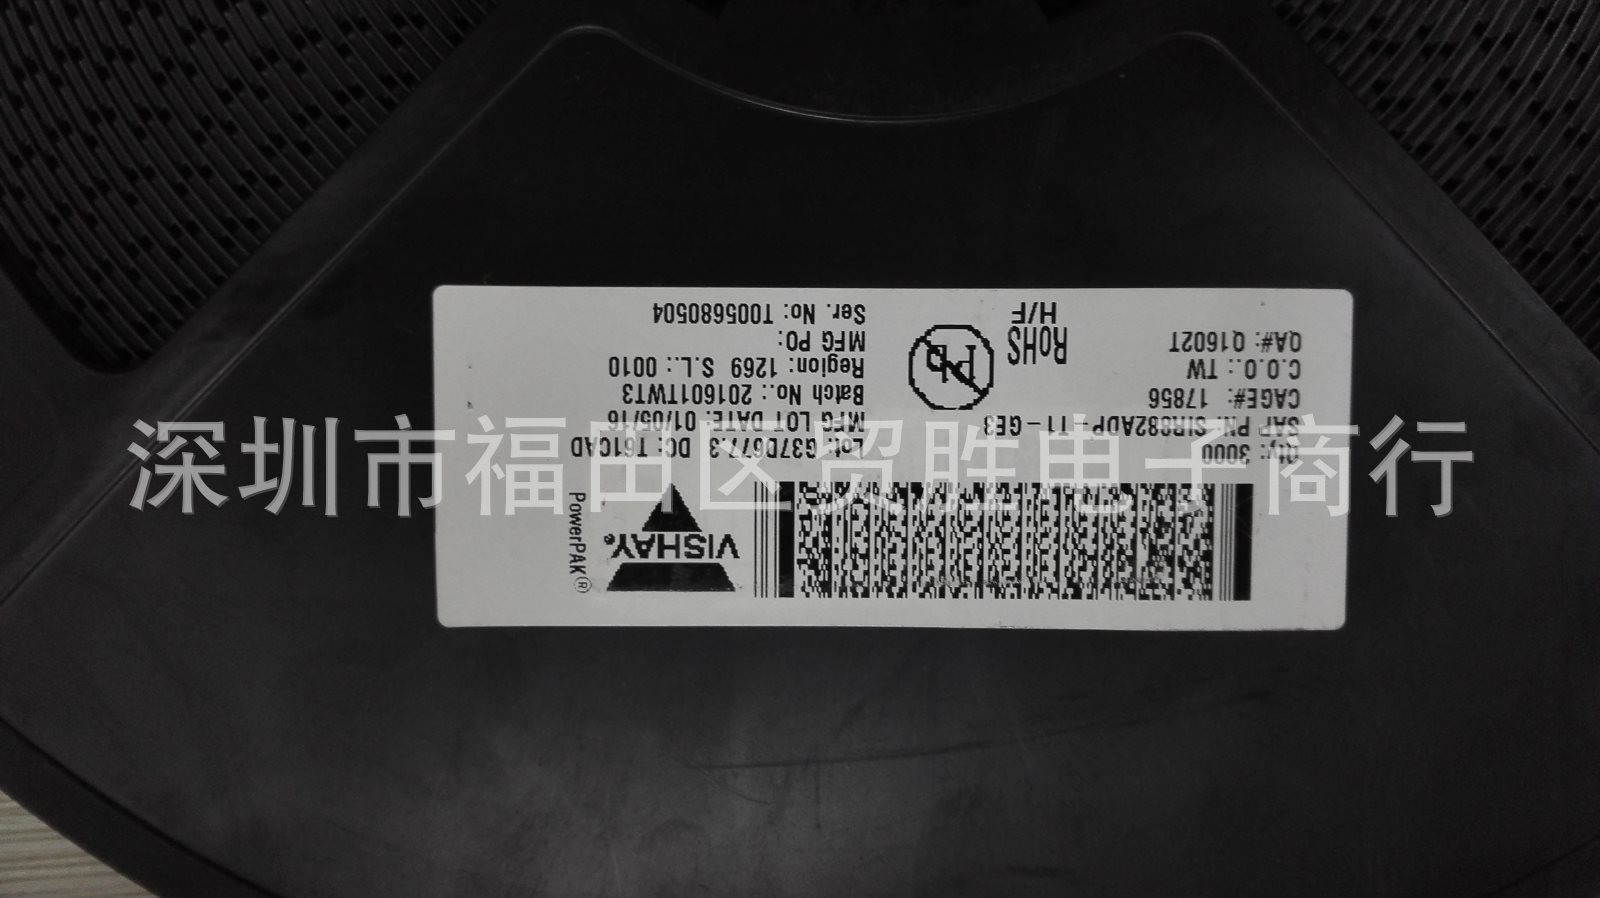 VISHAY®
PowerPAK®
Qty: 3000
SAP PN: SIR882ADP-T1-GE3
CAGE#: 17856
C.O.O.: TW
QA#: Q1602T
Pb
RoHS
H/F
Lot: G37D677.3 DC: T61CAD
MFG LOT DATE: 01/05/16
Batch No.: 201601TWT3
Region: 1269 S.L.: 0010
MFG PO:
Ser. No: T005680504
深圳市福田区贸胜电子商行